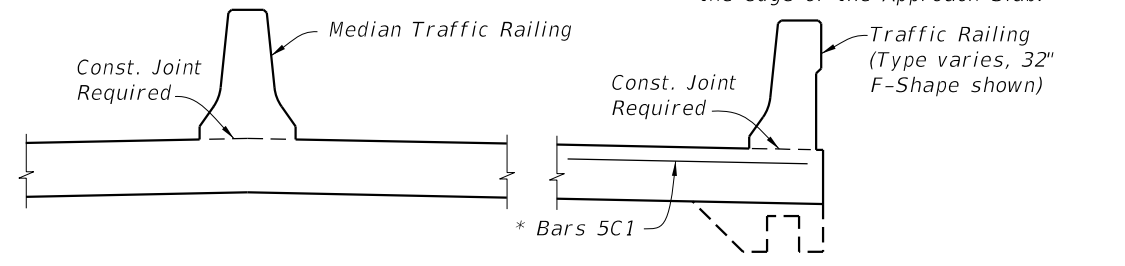 the edge of the Approach Slab.
Median Traffic Railing
Traffic Railing
(Type varies, 32"
F-Shape shown)
Const. Joint
Required
Const. Joint
Required
* Bars 5C1